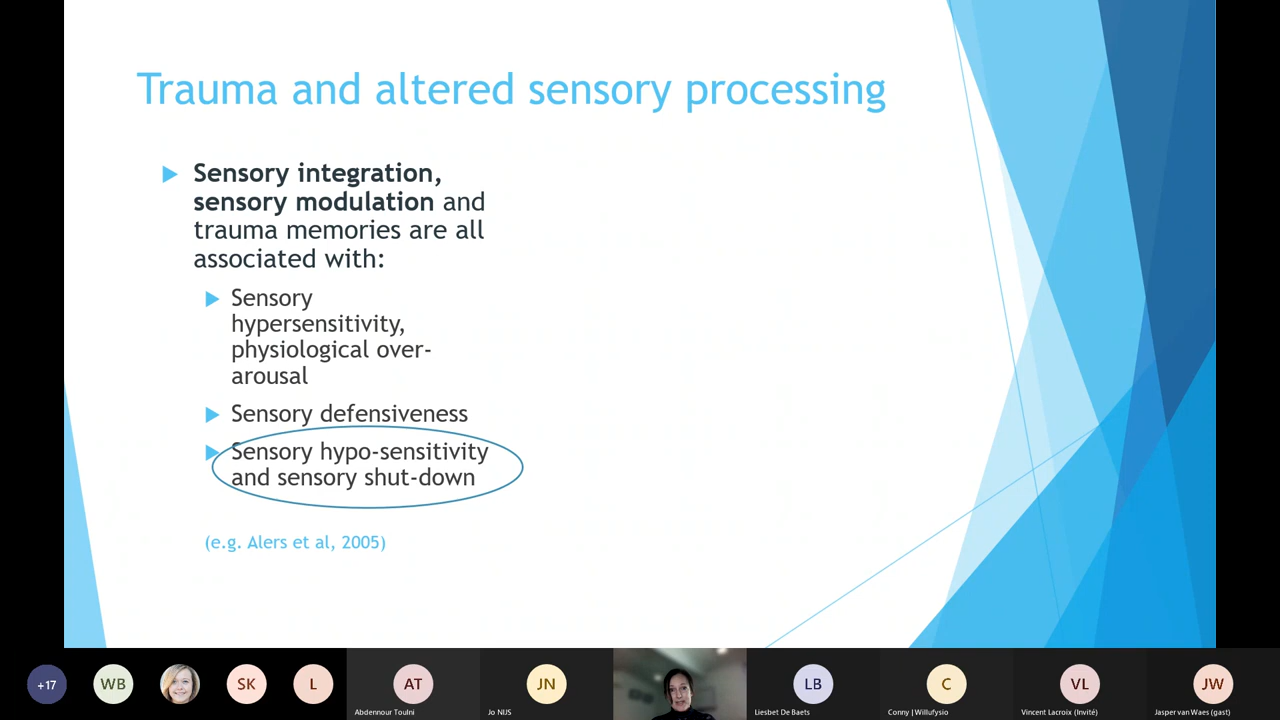 Trauma and altered sensory processing
Sensory integration,
sensory modulation and
trauma memories are all
associated with:
Sensory
hypersensitivity,
physiological over-
arousal
Sensory defensiveness
Sensory hypo-sensitivity
and sensory shut-down
(e.g. Alers et al, 2005)
+17
WB
SK
L
AT
JN
LB
C
VL
JW
Abdennour Toulni
Jo NIJS
Liesbet De Baets
Conny | Willufysio
Vincent Lacroix (Invité)
Jasper van Waes (gast)